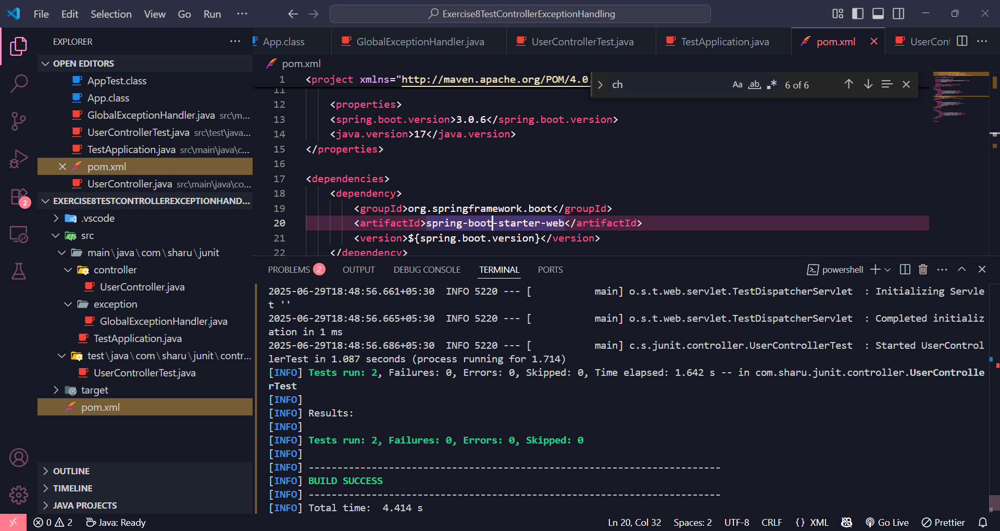 File Edit Selection View Go Run ··· Exercise8TestControllerExceptionHandling
EXPLORER ···
OPEN EDITORS
AppTest.class
App.class
GlobalExceptionHandler.java src\m...
UserControllerTest.java src\test\java...
TestApplication.java src\main\java\c...
pom.xml
UserController.java src\main\java\co...
EXERCISE8TESTCONTROLLEREXCEPTIONHAND...
.vscode
src
main\java\com\sharu\junit
controller
UserController.java
exception
GlobalExceptionHandler.java
TestApplication.java
test\java\com\sharu\junit\contr...
UserControllerTest.java
target
pom.xml
OUTLINE
TIMELINE
JAVA PROJECTS
2
App.class GlobalExceptionHandler.java UserControllerTest.java TestApplication.java pom.xml UserCont ···
pom.xml
ch Aa ab .* 6 of 6
1 <project xmlns="http://maven.apache.org/POM/4.0.
11
12 <properties>
13 <spring.boot.version>3.0.6</spring.boot.version>
14 <java.version>17</java.version>
15 </properties>
16
17 <dependencies>
18 <dependency>
19 <groupId>org.springframework.boot</groupId>
20 <artifactId>spring-boot-starter-web</artifactId>
21 <version>${spring.boot.version}</version>
22 </dependency>
PROBLEMS 2 OUTPUT DEBUG CONSOLE TERMINAL PORTS powershell ···
2025-06-29T18:48:56.661+05:30 INFO 5220 --- [ main] o.s.t.web.servlet.TestDispatcherServlet : Initializing Servle
t ''
2025-06-29T18:48:56.665+05:30 INFO 5220 --- [ main] o.s.t.web.servlet.TestDispatcherServlet : Completed initializ
ation in 1 ms
2025-06-29T18:48:56.686+05:30 INFO 5220 --- [ main] c.s.junit.controller.UserControllerTest : Started UserControl
lerTest in 1.087 seconds (process running for 1.714)
[INFO] Tests run: 2, Failures: 0, Errors: 0, Skipped: 0, Time elapsed: 1.642 s -- in com.sharu.junit.controller.UserControlle
rTest
[INFO]
[INFO] Results:
[INFO]
[INFO] Tests run: 2, Failures: 0, Errors: 0, Skipped: 0
[INFO]
[INFO] ------------------------------------------------------------------------
[INFO] BUILD SUCCESS
[INFO] ------------------------------------------------------------------------
[INFO] Total time: 4.414 s
0 2 Java: Ready Ln 20, Col 32 Spaces: 2 UTF-8 CRLF {} XML Go Live Prettier